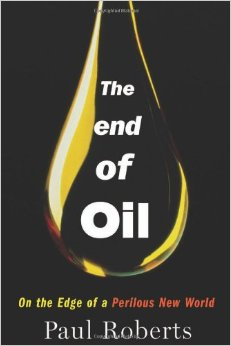 The
end
of
Oil
On the Edge of a Perilous New World
Paul Roberts